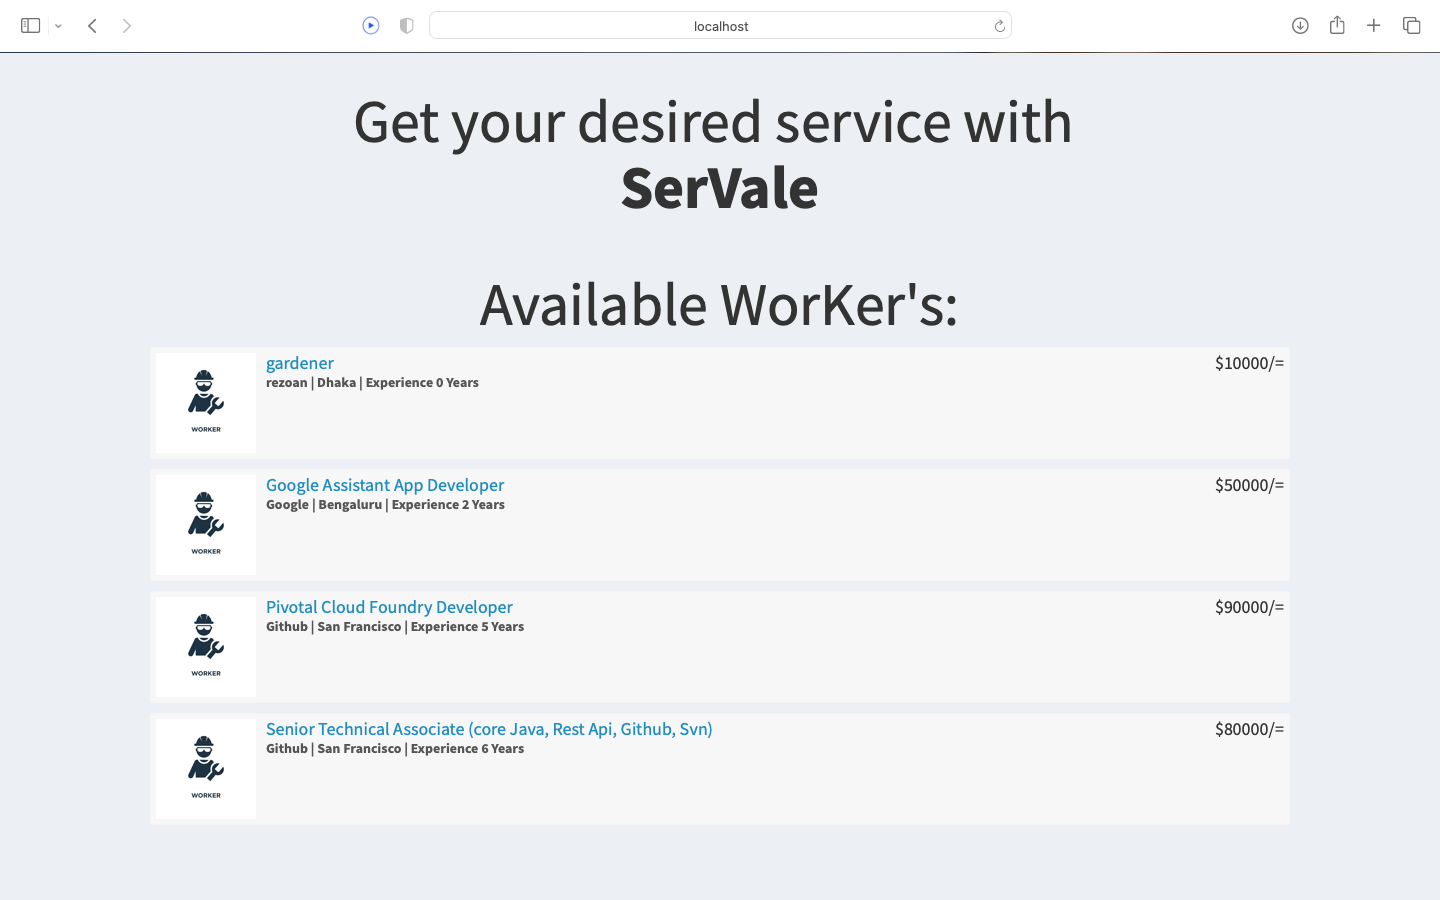 localhost
Get your desired service with
SerVale
Available WorKer's:
gardener
$10000/=
rezoan | Dhaka | Experience 0 Years
WORKER
Google Assistant App Developer
$50000/=
Google | Bengaluru | Experience 2 Years
WORKER
Pivotal Cloud Foundry Developer
$90000/=
Github | San Francisco | Experience 5 Years
WORKER
Senior Technical Associate (core Java, Rest Api, Github, Svn)
$80000/=
Github | San Francisco | Experience 6 Years
WORKER